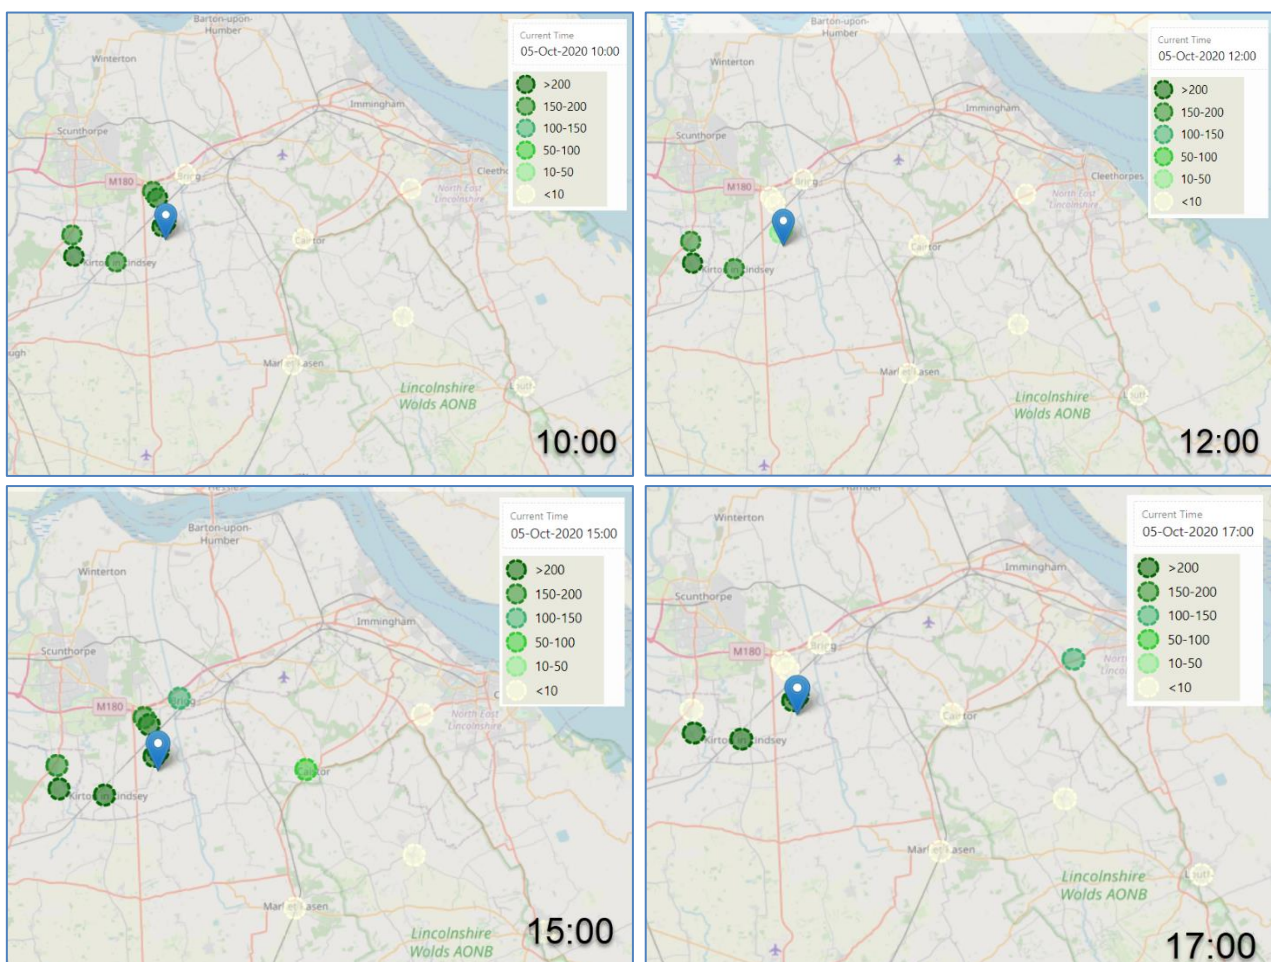 Barton-upon-
Humber
Winterton
Scunthorpe
Immingham
M180
Brigg
Cleethorpes
North East
Lincolnshire
Caistor
Kirton in Lindsey
Market Rasen
Louth
Lincolnshire
Wolds AONB
Current Time
05-Oct-2020 10:00
>200
150-200
100-150
50-100
10-50
<10
10:00
Barton-upon-
Humber
Winterton
Scunthorpe
Immingham
M180
Brigg
Cleethorpes
North East
Lincolnshire
Caistor
Kirton in Lindsey
Market Rasen
Louth
Lincolnshire
Wolds AONB
Current Time
05-Oct-2020 12:00
>200
150-200
100-150
50-100
10-50
<10
12:00
Barton-upon-
Humber
Winterton
Scunthorpe
Immingham
M180
Brigg
North East
Lincolnshire
Caistor
Kirton in Lindsey
Market Rasen
Lincolnshire
Wolds AONB
Current Time
05-Oct-2020 15:00
>200
150-200
100-150
50-100
10-50
<10
15:00
Humber
Winterton
Scunthorpe
Immingham
M180
Brigg
Caistor
Kirton in Lindsey
Market Rasen
Louth
Lincolnshire
Wolds AONB
Current Time
05-Oct-2020 17:00
>200
150-200
100-150
50-100
10-50
<10
17:00